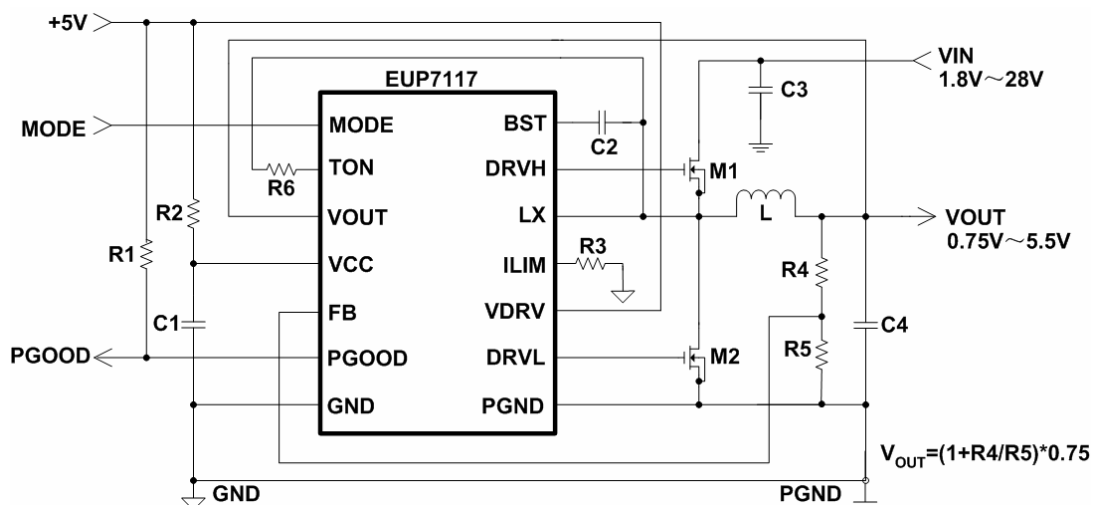 +5V
EUP7117
VIN
1.8V～28V
C3
MODE
MODE
BST
C2
TON
DRVH
M1
R6
R2
VOUT
LX
L
VOUT
0.75V～5.5V
R1
R3
VCC
ILIM
R4
FB
VDRV
C1
C4
PGOOD
PGOOD
DRVL
M2
R5
GND
PGND
VOUT=(1+R4/R5)*0.75
GND
PGND